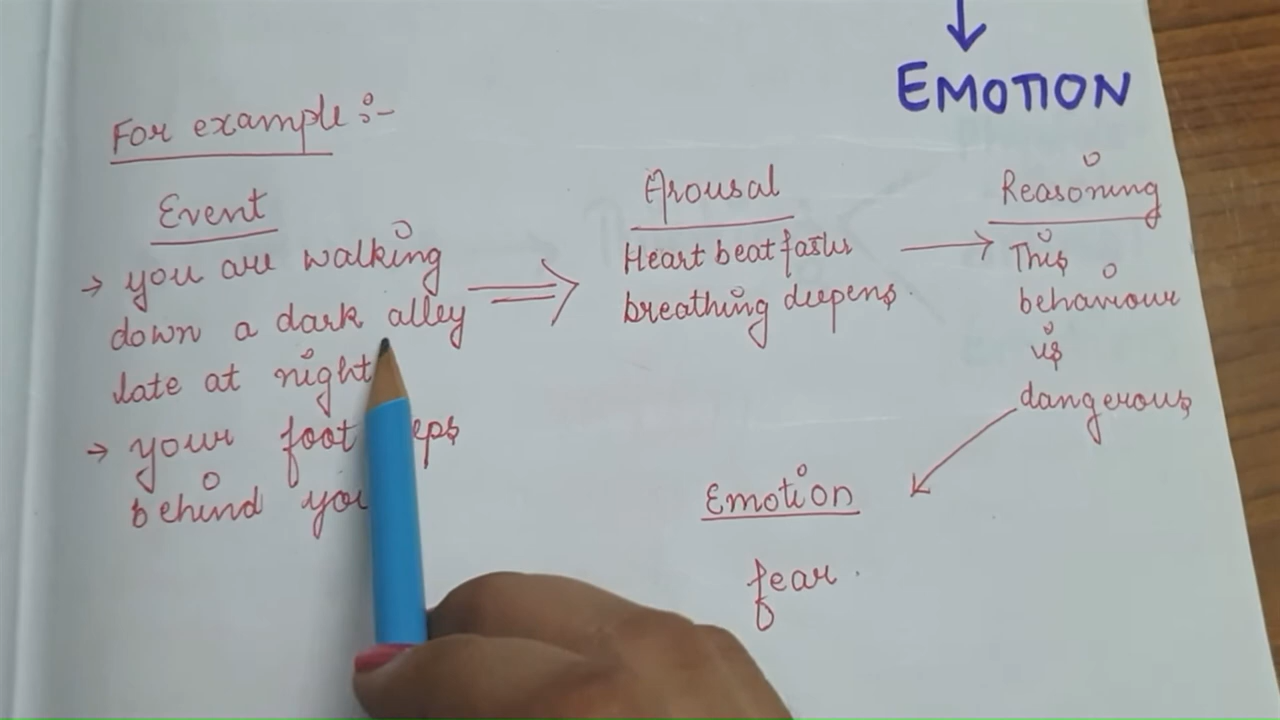 EMOTION
For example :-
Event
→ you are walking
down a dark alley
late at night
→ your foot eps
behind you
Arousal
Heart beat faster
breathing deepens.
Reasoning
This
behaviour
is
dangerous
Emotion
fear.